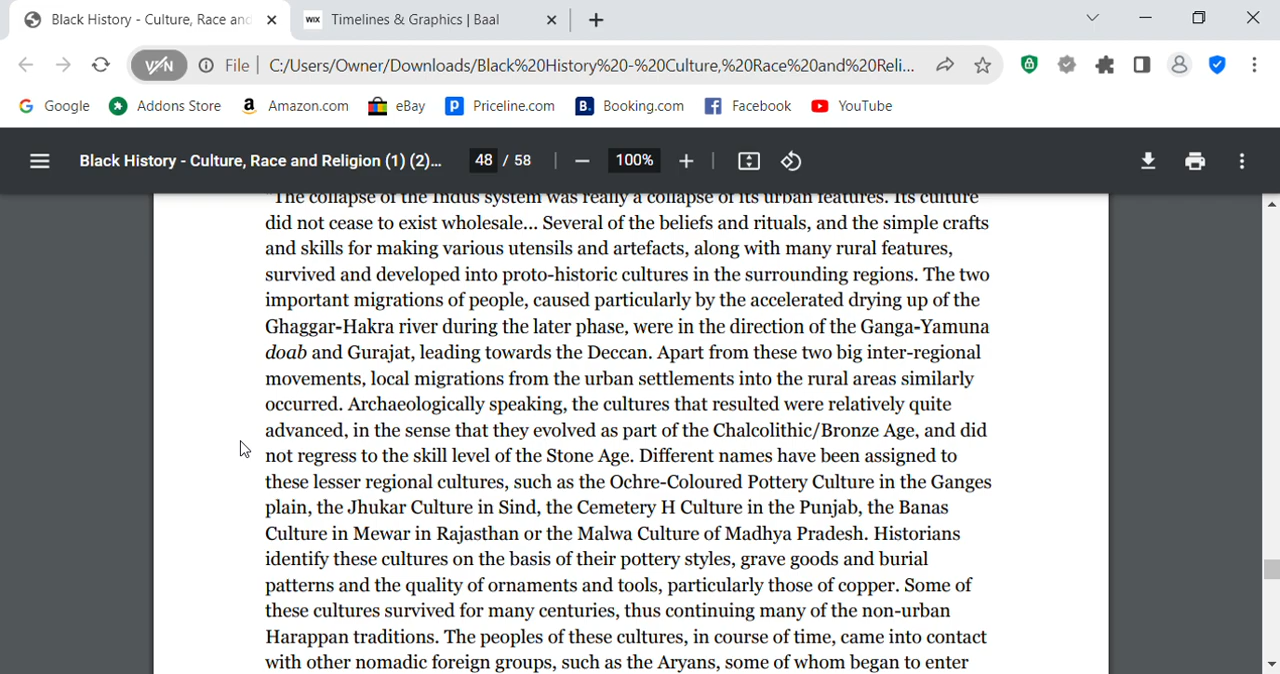 Black History - Culture, Race and
WIX Timelines & Graphics | Baal
VPN File C:/Users/Owner/Downloads/Black%20History%20-%20Culture,%20Race%20and%20Reli...
Google Addons Store Amazon.com eBay Priceline.com Booking.com Facebook YouTube
Black History - Culture, Race and Religion (1) (2)... 48 / 58 100%
"The collapse of the Indus system was really a collapse of its urban features. Its culture
did not cease to exist wholesale... Several of the beliefs and rituals, and the simple crafts
and skills for making various utensils and artefacts, along with many rural features,
survived and developed into proto-historic cultures in the surrounding regions. The two
important migrations of people, caused particularly by the accelerated drying up of the
Ghaggar-Hakra river during the later phase, were in the direction of the Ganga-Yamuna
doab and Gurajat, leading towards the Deccan. Apart from these two big inter-regional
movements, local migrations from the urban settlements into the rural areas similarly
occurred. Archaeologically speaking, the cultures that resulted were relatively quite
advanced, in the sense that they evolved as part of the Chalcolithic/Bronze Age, and did
not regress to the skill level of the Stone Age. Different names have been assigned to
these lesser regional cultures, such as the Ochre-Coloured Pottery Culture in the Ganges
plain, the Jhukar Culture in Sind, the Cemetery H Culture in the Punjab, the Banas
Culture in Mewar in Rajasthan or the Malwa Culture of Madhya Pradesh. Historians
identify these cultures on the basis of their pottery styles, grave goods and burial
patterns and the quality of ornaments and tools, particularly those of copper. Some of
these cultures survived for many centuries, thus continuing many of the non-urban
Harappan traditions. The peoples of these cultures, in course of time, came into contact
with other nomadic foreign groups, such as the Aryans, some of whom began to enter